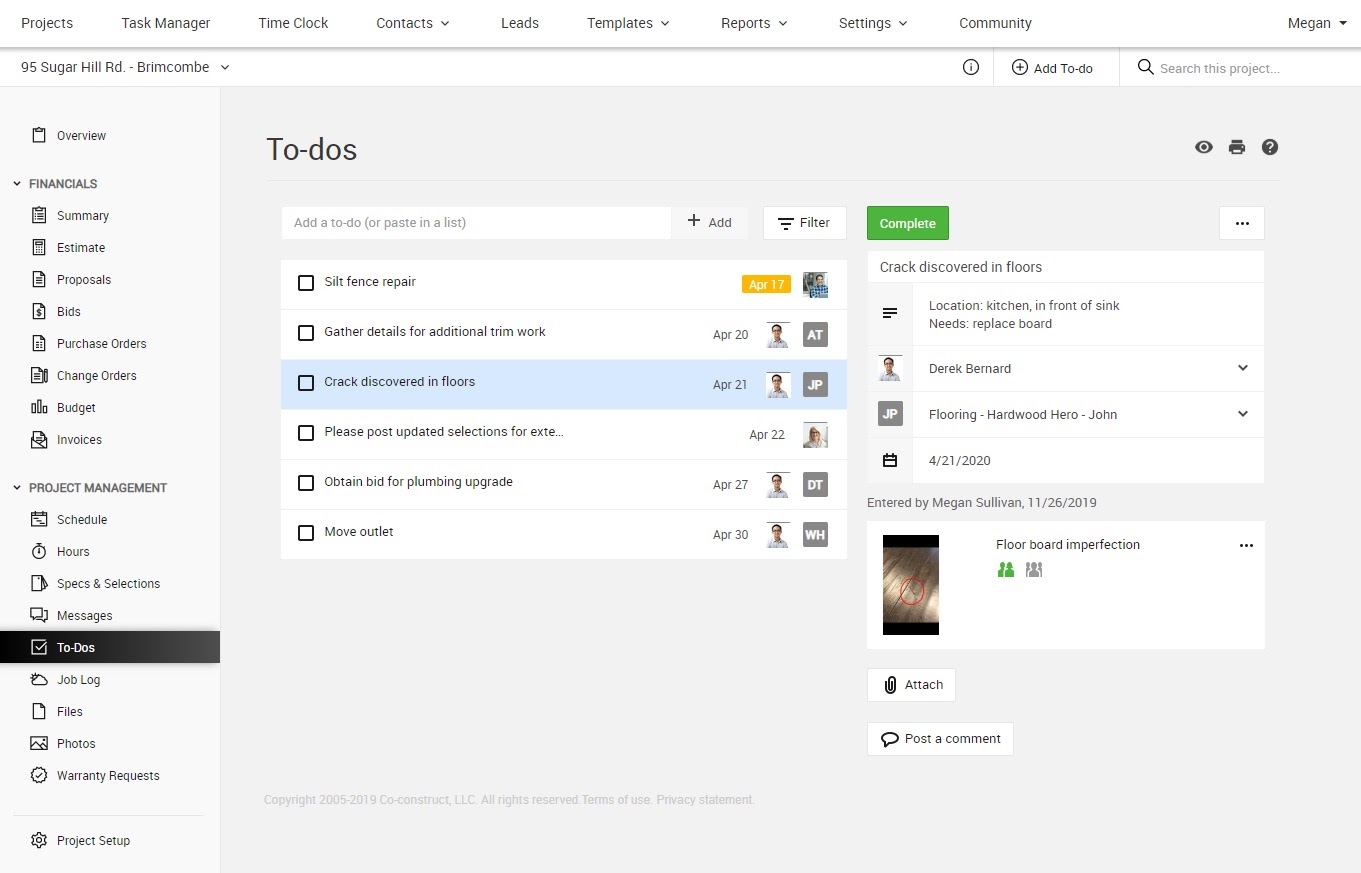 Projects
Task Manager
Time Clock
Contacts
Leads
Templates
Reports
Settings
Community
Megan
95 Sugar Hill Rd. - Brimcombe
Add To-do
Search this project...
Overview
FINANCIALS
Summary
Estimate
Proposals
Bids
Purchase Orders
Change Orders
Budget
Invoices
PROJECT MANAGEMENT
Schedule
Hours
Specs & Selections
Messages
To-Dos
Job Log
Files
Photos
Warranty Requests
Project Setup
To-dos
Add a to-do (or paste in a list)
Add
Filter
Silt fence repair
Apr 17
Gather details for additional trim work
Apr 20
AT
Crack discovered in floors
Apr 21
JP
Please post updated selections for exte...
Apr 22
Obtain bid for plumbing upgrade
Apr 27
DT
Move outlet
Apr 30
WH
Complete
Crack discovered in floors
Location: kitchen, in front of sink
Needs: replace board
Derek Bernard
JP
Flooring - Hardwood Hero - John
4/21/2020
Entered by Megan Sullivan, 11/26/2019
Floor board imperfection
Attach
Post a comment
Copyright 2005-2019 Co-construct, LLC. All rights reserved.Terms of use. Privacy statement.